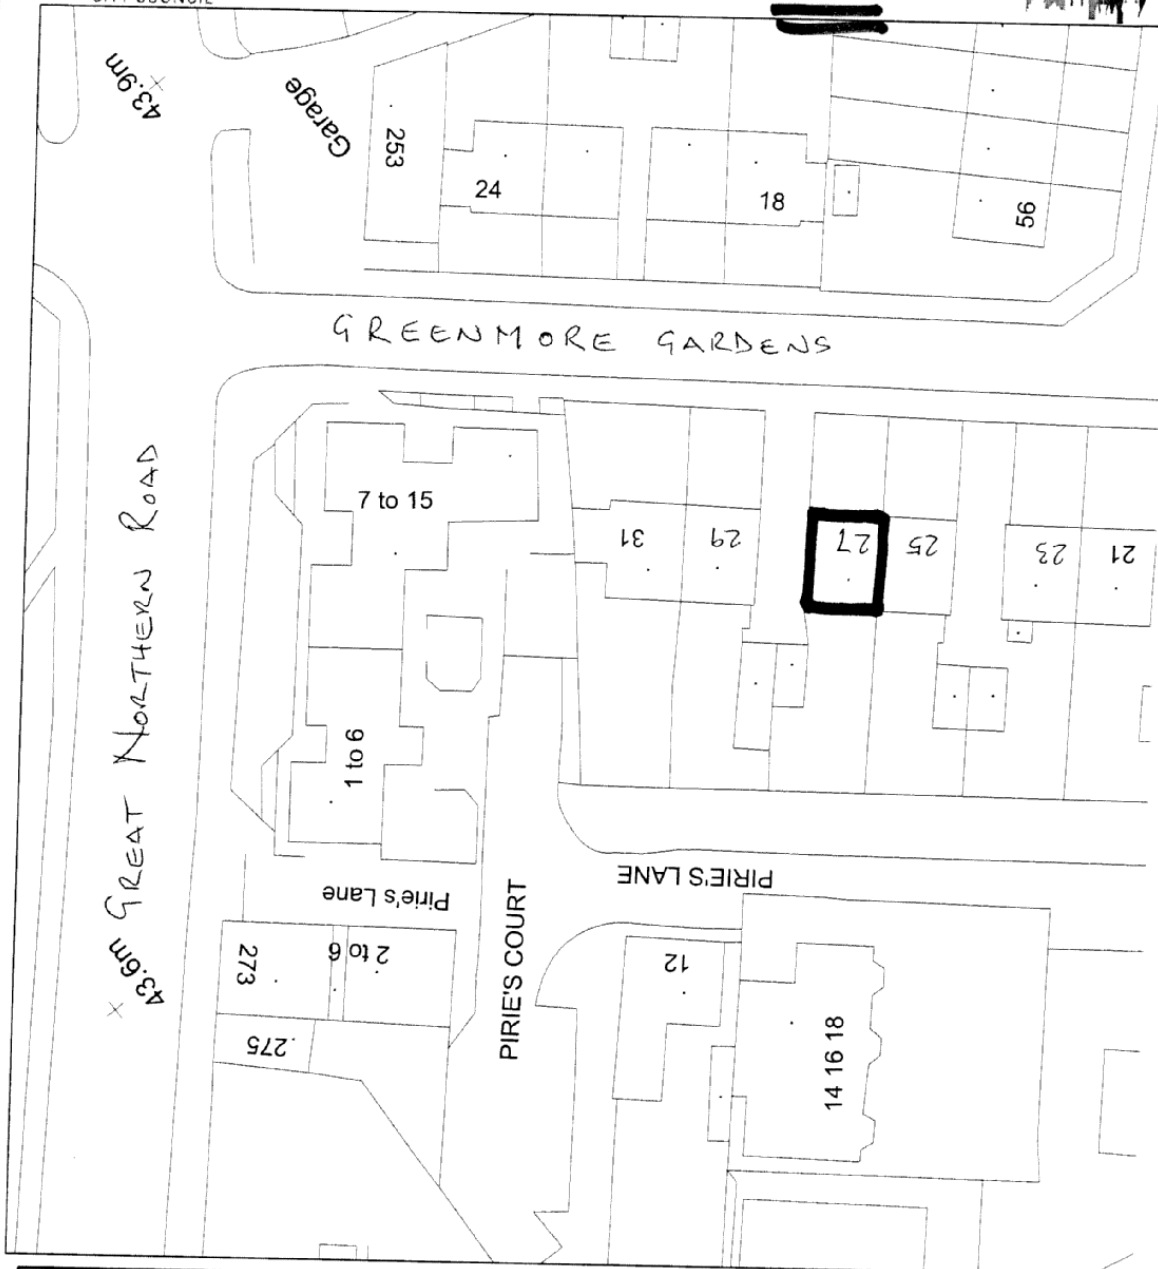 CITY COUNCIL
43.9m
Garage
253
24
18
56
GREENMORE GARDENS
GREAT NORTHERN ROAD
7 to 15
31
29
27
25
23
21
1 to 6
Pirie's Lane
PIRIE'S LANE
PIRIE'S COURT
43.6m
273
2 to 6
275
12
14 16 18